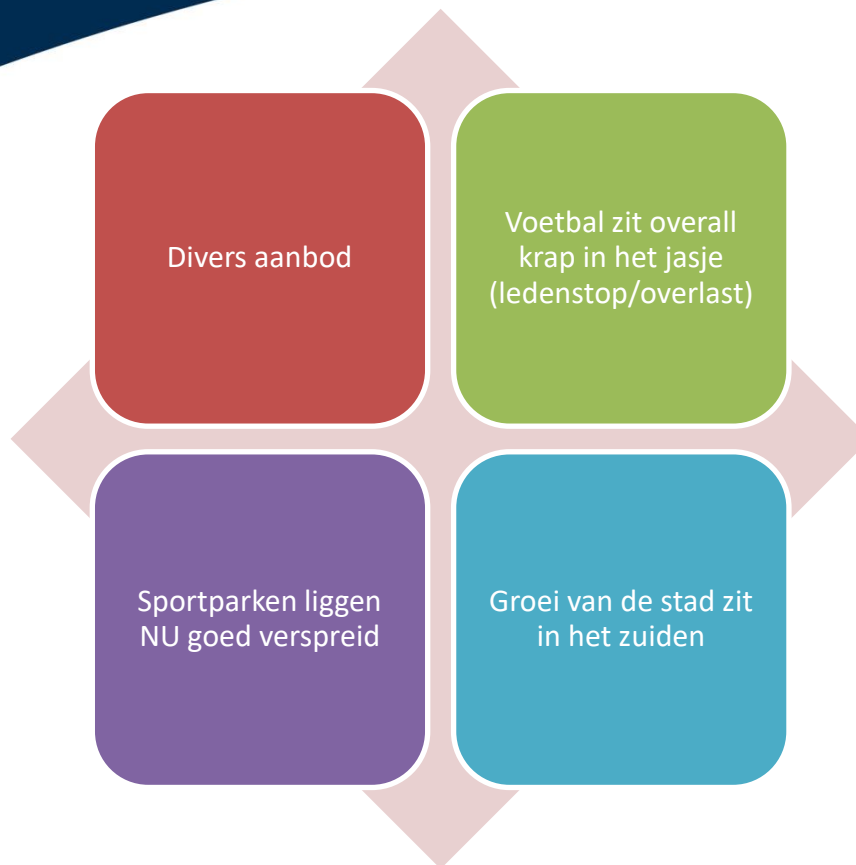 Divers aanbod
Voetbal zit overall
krap in het jasje
(ledenstop/overlast)
Sportparken liggen
NU goed verspreid
Groei van de stad zit
in het zuiden